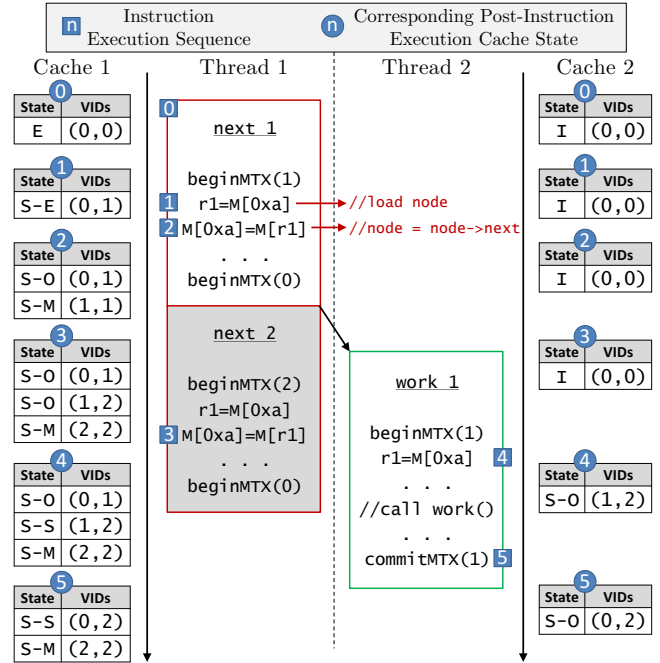 n Instruction Execution Sequence
n Corresponding Post-Instruction Execution Cache State
Cache 1
Thread 1
Thread 2
Cache 2
0
State VIDs
E (0,0)
1
State VIDs
S-E (0,1)
2
State VIDs
S-O (0,1)
S-M (1,1)
3
State VIDs
S-O (0,1)
S-O (1,2)
S-M (2,2)
4
State VIDs
S-O (0,1)
S-S (1,2)
S-M (2,2)
5
State VIDs
S-S (0,2)
S-M (2,2)
0
next 1
beginMTX(1)
1 r1=M[0xa] //load node
2 M[0xa]=M[r1] //node = node->next
. . .
beginMTX(0)
next 2
beginMTX(2)
r1=M[0xa]
3 M[0xa]=M[r1]
. . .
beginMTX(0)
work 1
beginMTX(1)
r1=M[0xa] 4
. . .
//call work()
. . .
commitMTX(1) 5
0
State VIDs
I (0,0)
1
State VIDs
I (0,0)
2
State VIDs
I (0,0)
3
State VIDs
I (0,0)
4
State VIDs
S-O (1,2)
5
State VIDs
S-O (0,2)